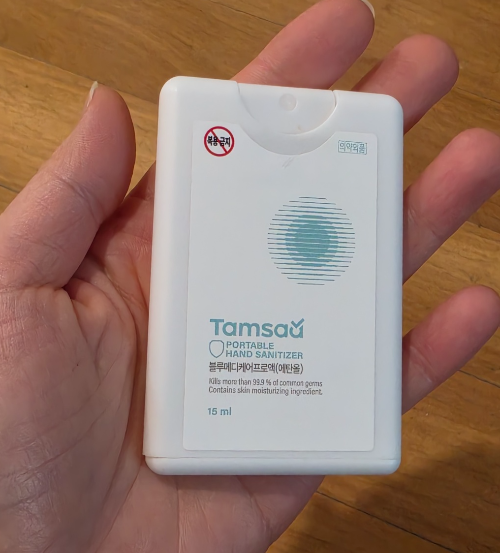 복용 금지
의약외품
Tamsaa
PORTABLE
HAND SANITIZER
블루메디케어프로액(에탄올)
Kills more than 99.9 % of common germs
Contains skin moisturizing ingredient.
15 ml